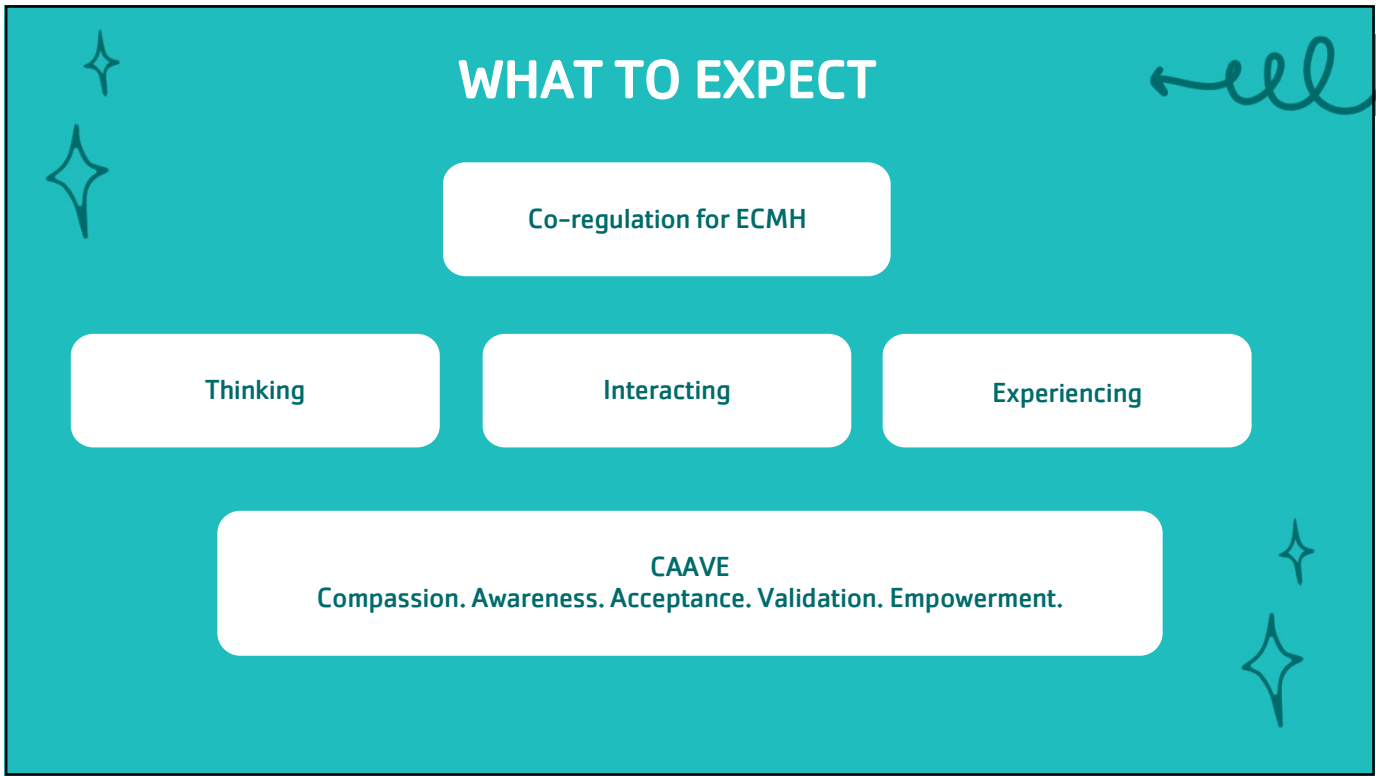 WHAT TO EXPECT
Co-regulation for ECMH
Thinking
Interacting
Experiencing
CAAVE
Compassion. Awareness. Acceptance. Validation. Empowerment.